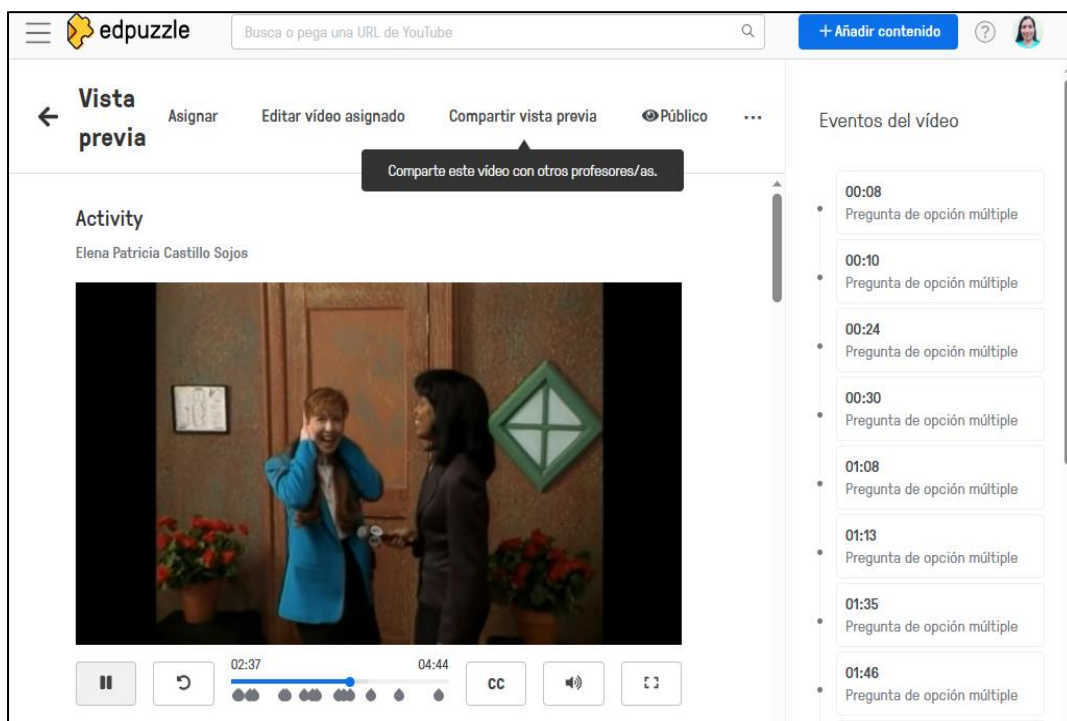 edpuzzle
Busca o pega una URL de YouTube
+ Añadir contenido
?
Vista previa
Asignar
Editar vídeo asignado
Compartir vista previa
Público
...
Comparte este vídeo con otros profesores/as.
Activity
Elena Patricia Castillo Sojos
02:37
04:44
CC
Eventos del vídeo
00:08
Pregunta de opción múltiple
00:10
Pregunta de opción múltiple
00:24
Pregunta de opción múltiple
00:30
Pregunta de opción múltiple
01:08
Pregunta de opción múltiple
01:13
Pregunta de opción múltiple
01:35
Pregunta de opción múltiple
01:46
Pregunta de opción múltiple